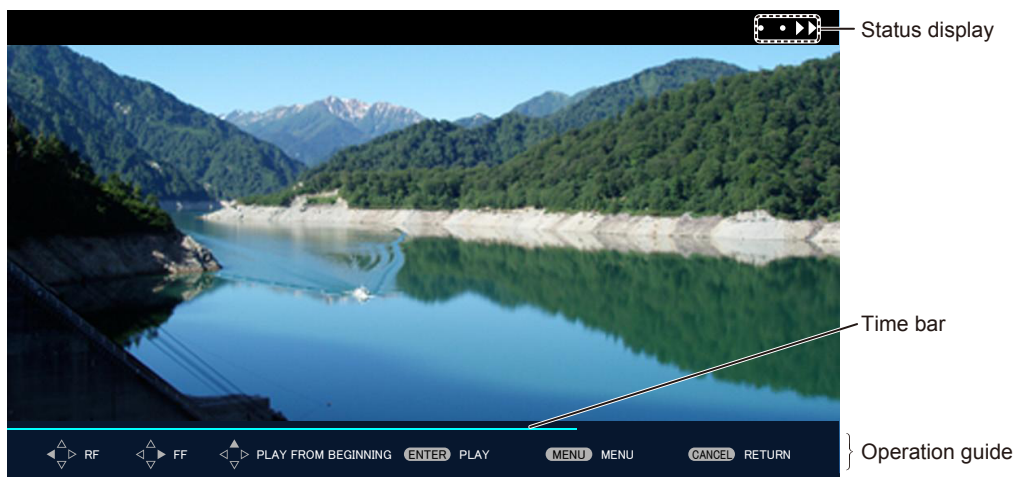 Status display
Time bar
RF FF PLAY FROM BEGINNING ENTER PLAY MENU MENU CANCEL RETURN
Operation guide